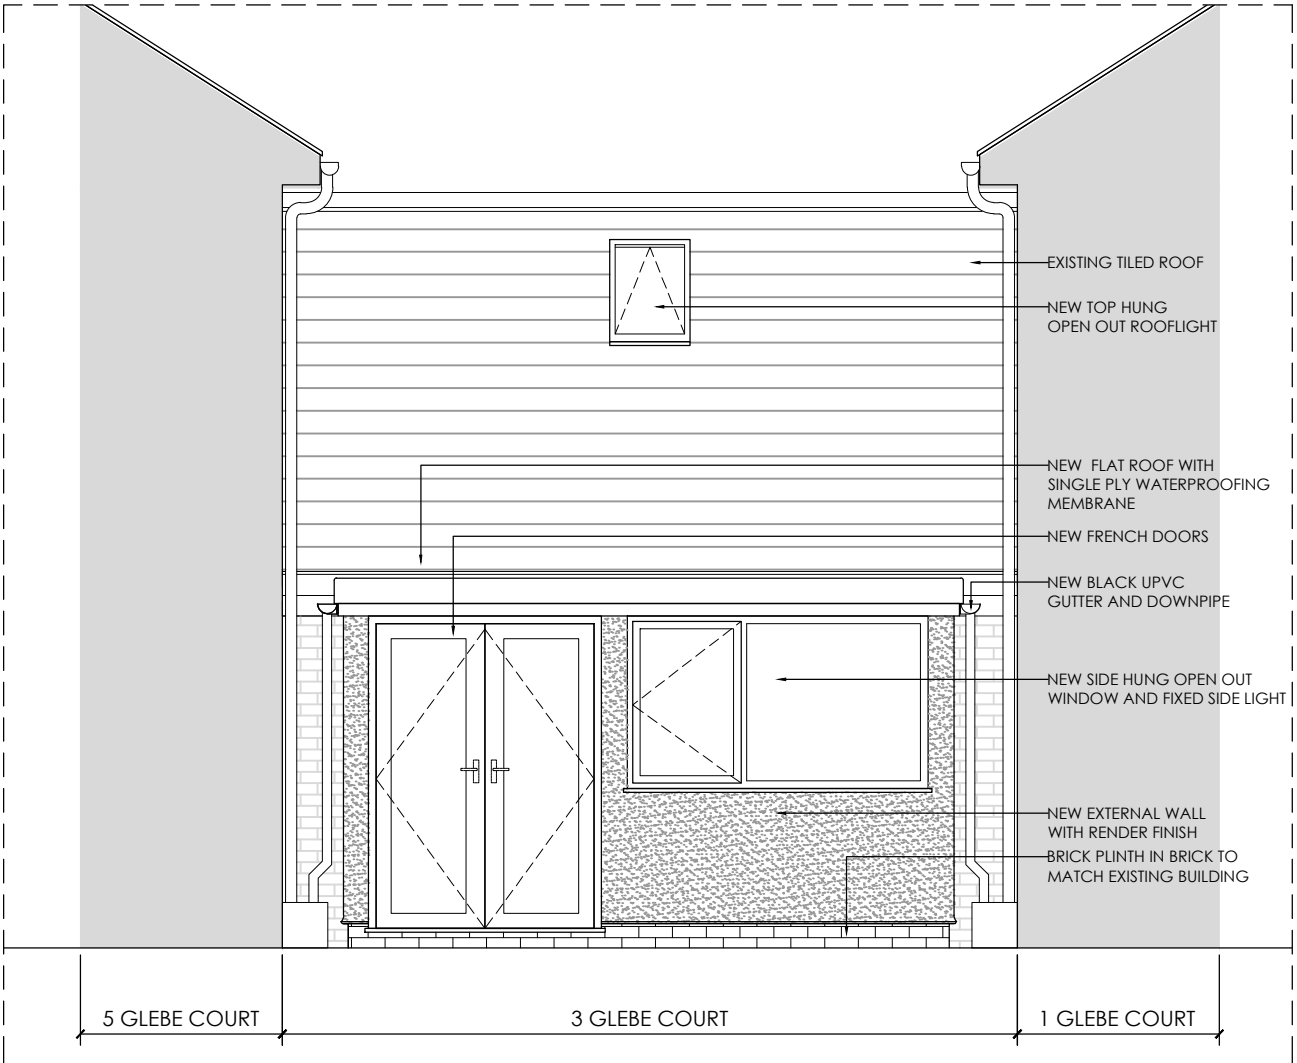 EXISTING TILED ROOF
NEW TOP HUNG
OPEN OUT ROOFLIGHT
NEW FLAT ROOF WITH
SINGLE PLY WATERPROOFING
MEMBRANE
NEW FRENCH DOORS
NEW BLACK UPVC
GUTTER AND DOWNPIPE
NEW SIDE HUNG OPEN OUT
WINDOW AND FIXED SIDE LIGHT
NEW EXTERNAL WALL
WITH RENDER FINISH
BRICK PLINTH IN BRICK TO
MATCH EXISTING BUILDING
5 GLEBE COURT
3 GLEBE COURT
1 GLEBE COURT